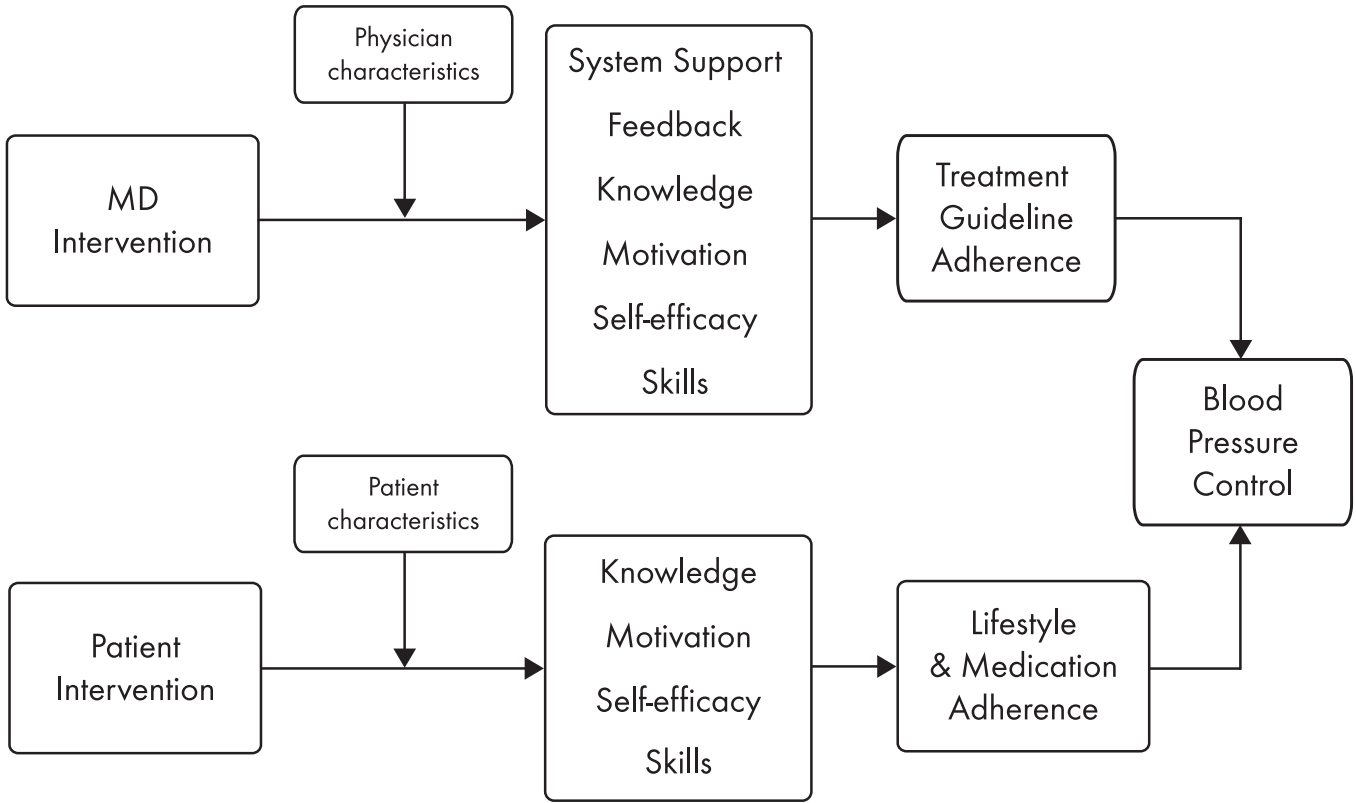 Physician
characteristics
MD
Intervention
System Support
Feedback
Knowledge
Motivation
Self-efficacy
Skills
Treatment
Guideline
Adherence
Blood
Pressure
Control
Patient
characteristics
Patient
Intervention
Knowledge
Motivation
Self-efficacy
Skills
Lifestyle
& Medication
Adherence